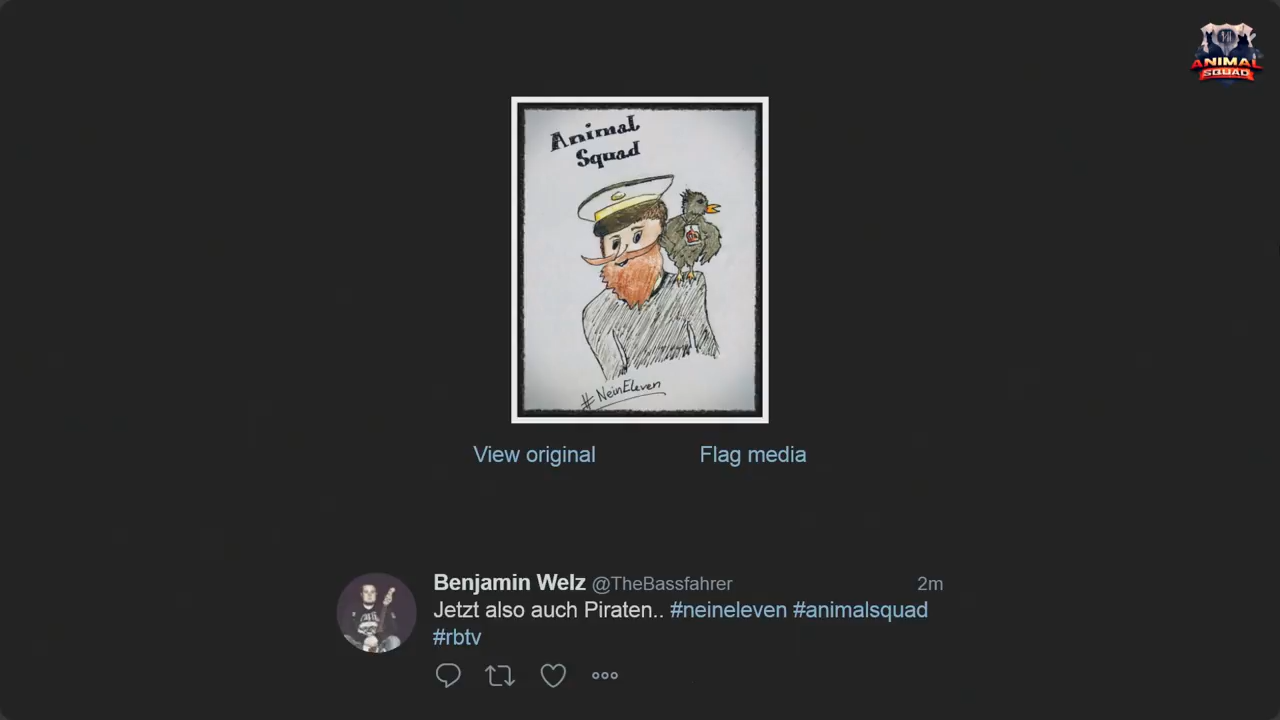 ANIMAL
SQUAD
Animal
Squad
#NeinEleven
View original Flag media
Benjamin Welz @TheBassfahrer 2m
Jetzt also auch Piraten.. #neineleven #animalsquad
#rbtv